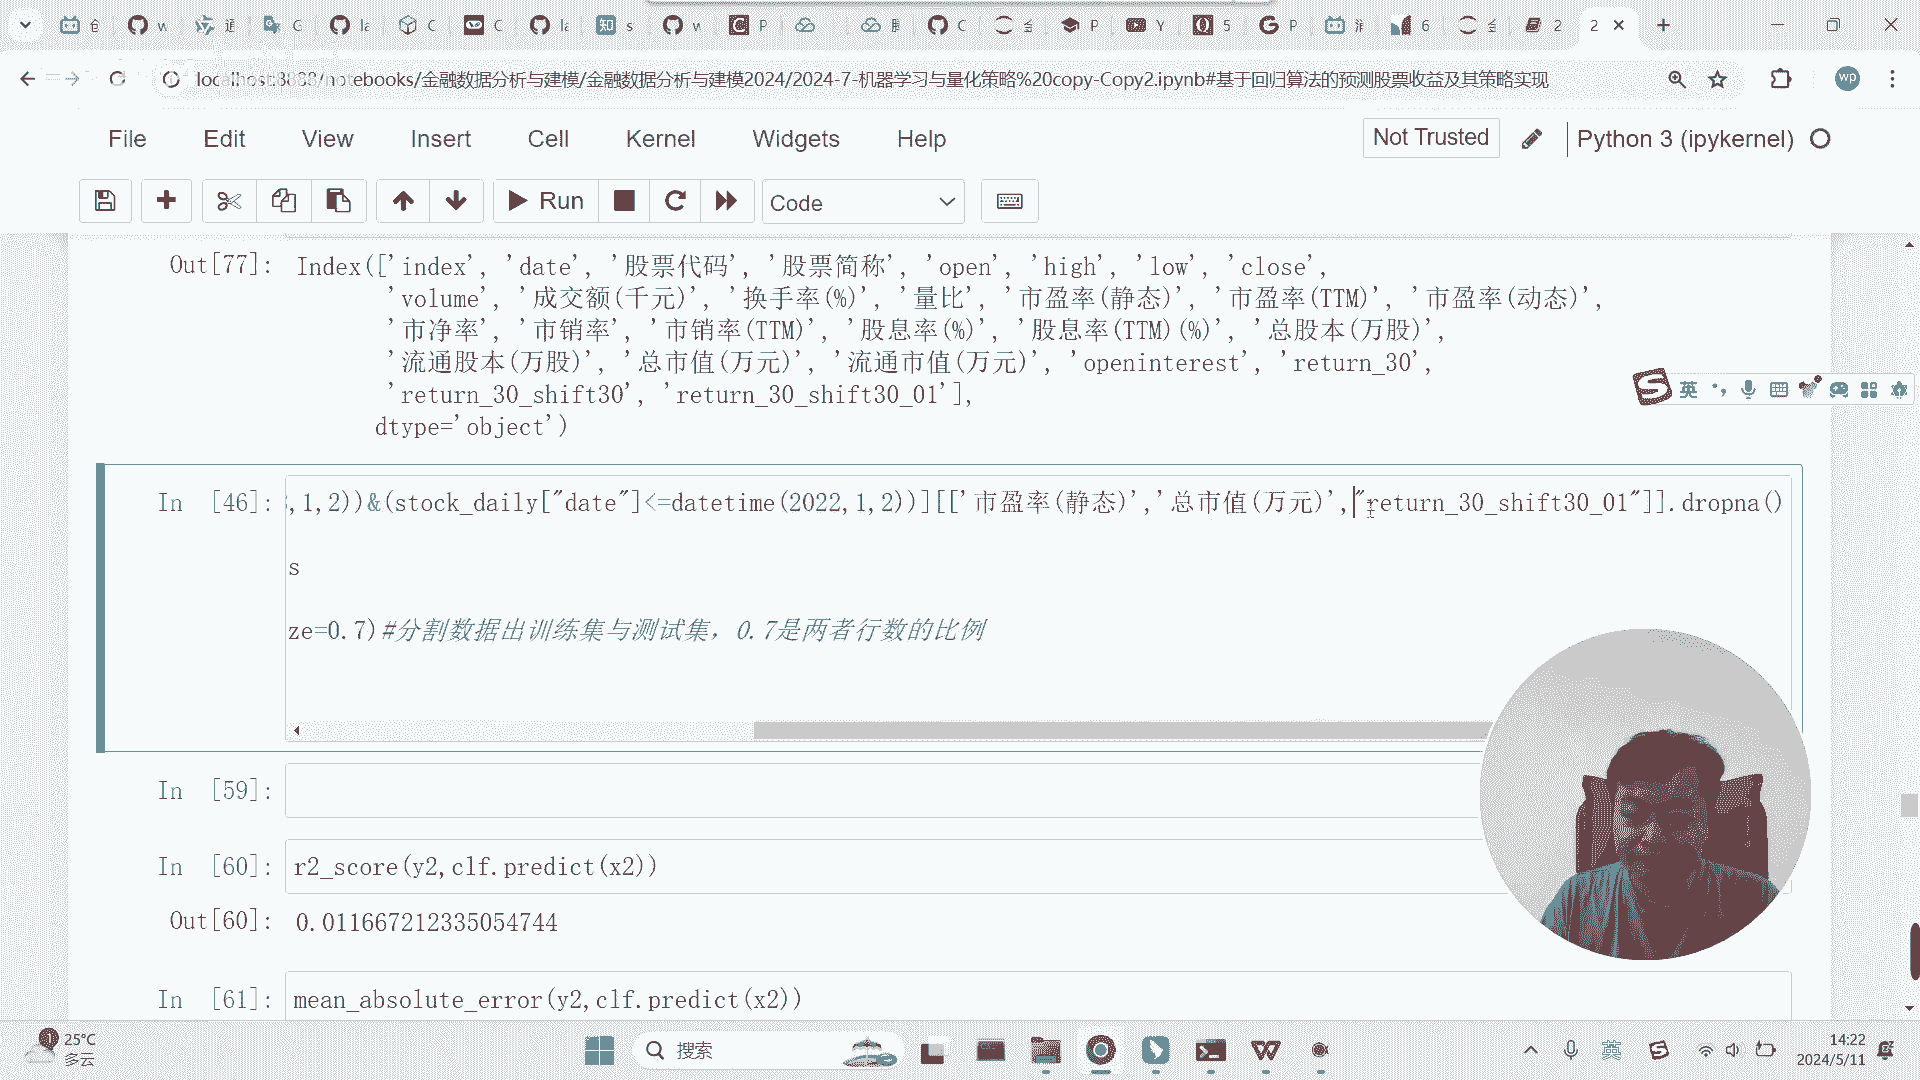 localhost:8888/notebooks/金融数据分析与建模/金融数据分析与建模2024/2024-7-机器学习与量化策略%20copy-Copy2.ipynb#基于回归算法的预测股票收益及其策略实现
wp
File Edit View Insert Cell Kernel Widgets Help
Not Trusted
Python 3 (ipykernel)
Run
Code
Out[77]: Index(['index', 'date', '股票代码', '股票简称', 'open', 'high', 'low', 'close',
'volume', '成交额(千元)', '换手率(%)', '量比', '市盈率(静态)', '市盈率(TTM)', '市盈率(动态)',
'市净率', '市销率', '市销率(TTM)', '股息率(%)', '股息率(TTM)(%)', '总股本(万股)',
'流通股本(万股)', '总市值(万元)', '流通市值(万元)', 'openinterest', 'return_30',
'return_30_shift30', 'return_30_shift30_01'],
dtype='object')
英
In [46]: ,1,2))&(stock_daily["date"]<=datetime(2022,1,2))][['市盈率(静态)','总市值(万元)',"return_30_shift30_01"]].dropna()
s
ze=0.7)#分割数据出训练集与测试集，0.7是两者行数的比例
In [59]:
In [60]: r2_score(y2,clf.predict(x2))
Out[60]: 0.011667212335054744
In [61]: mean_absolute_error(y2,clf.predict(x2))
25°C
多云
搜索
英
14:22
2024/5/11